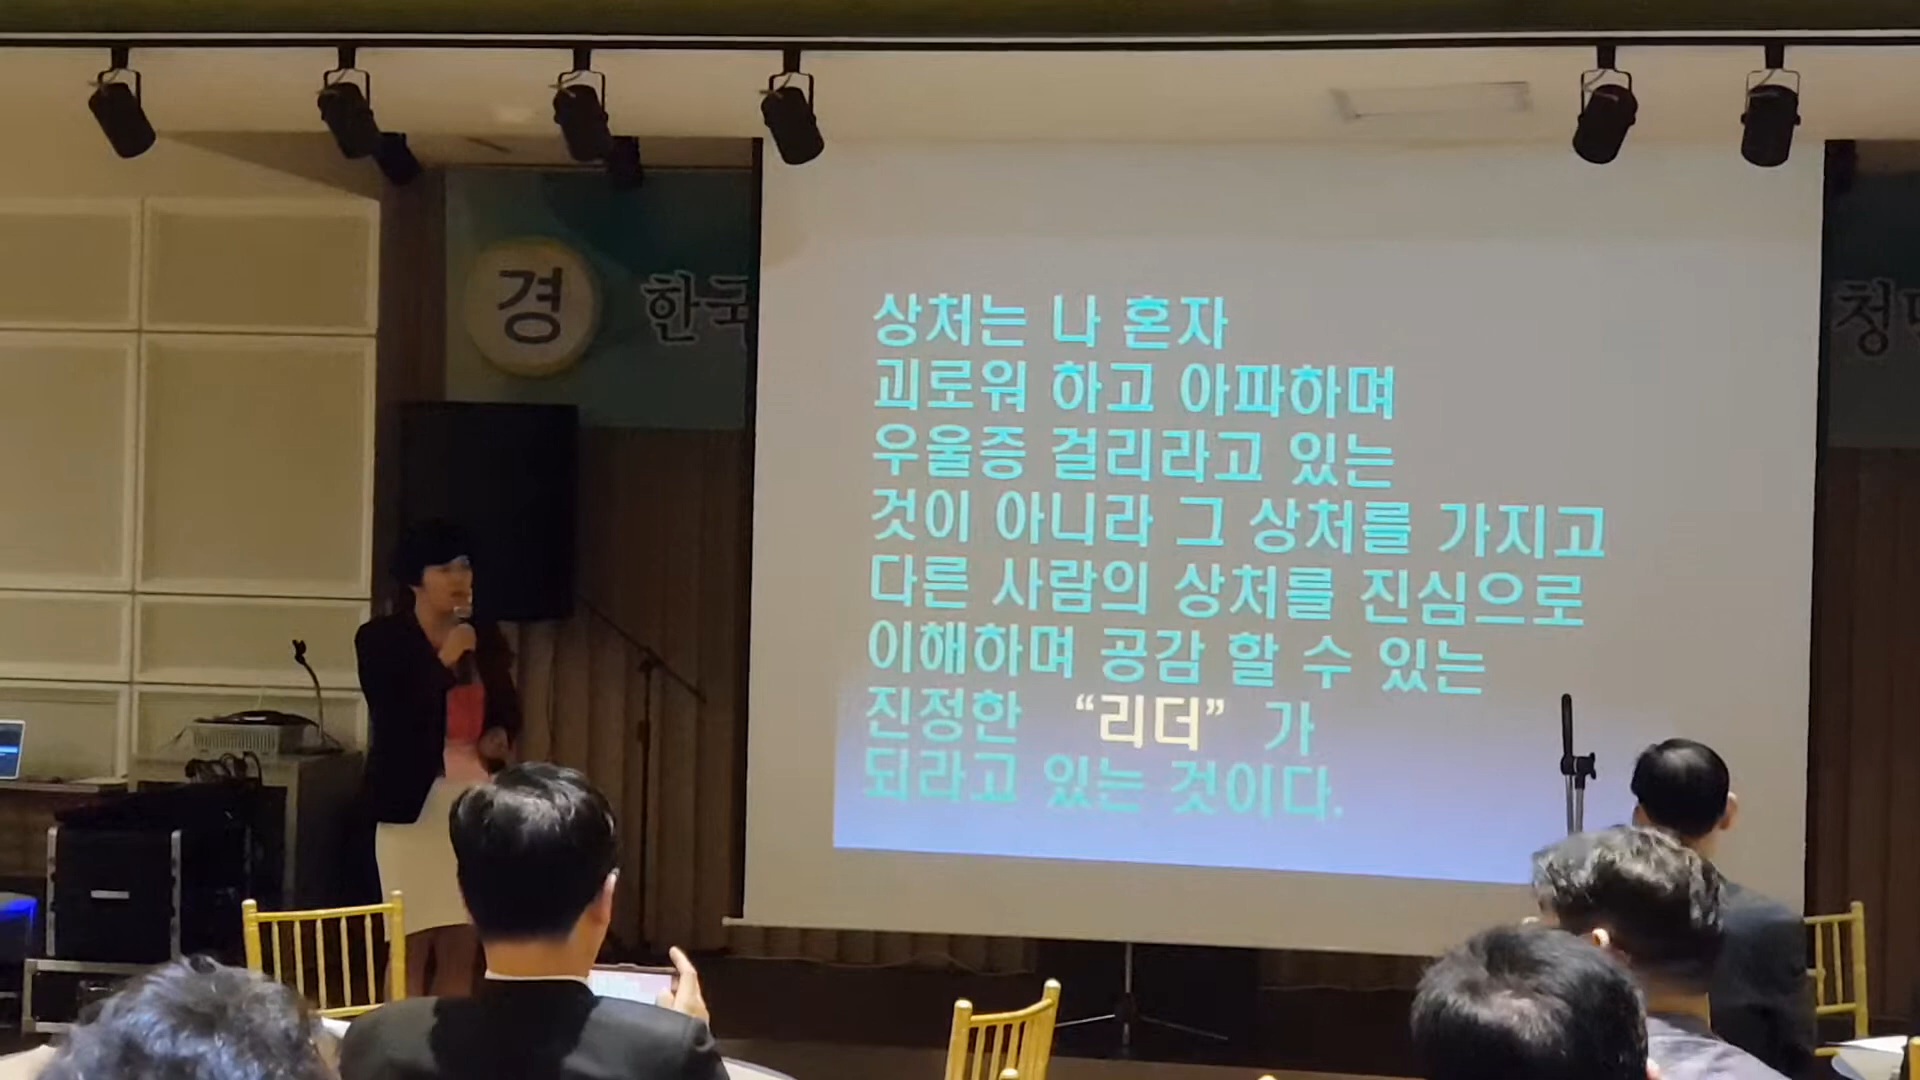 경
한국
상처는 나 혼자
괴로워 하고 아파하며
우울증 걸리라고 있는
것이 아니라 그 상처를 가지고
다른 사람의 상처를 진심으로
이해하며 공감 할 수 있는
진정한 “리더” 가
되라고 있는 것이다.
청